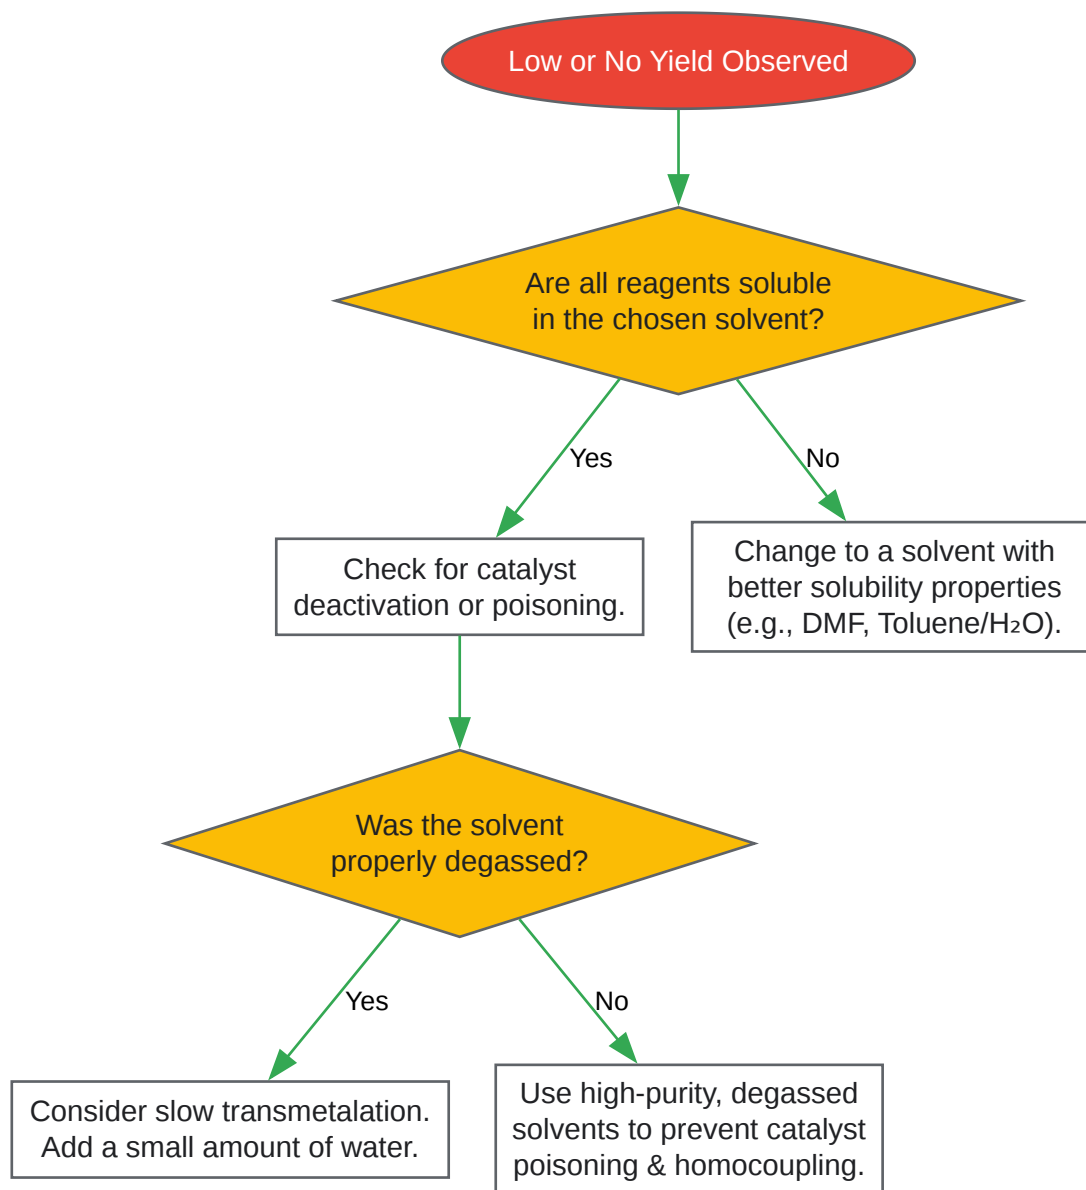 Low or No Yield Observed
Are all reagents soluble
in the chosen solvent?
Yes
No
Check for catalyst
deactivation or poisoning.
Change to a solvent with
better solubility properties
(e.g., DMF, Toluene/H₂O).
Was the solvent
properly degassed?
Yes
No
Consider slow transmetalation.
Add a small amount of water.
Use high-purity, degassed
solvents to prevent catalyst
poisoning & homocoupling.